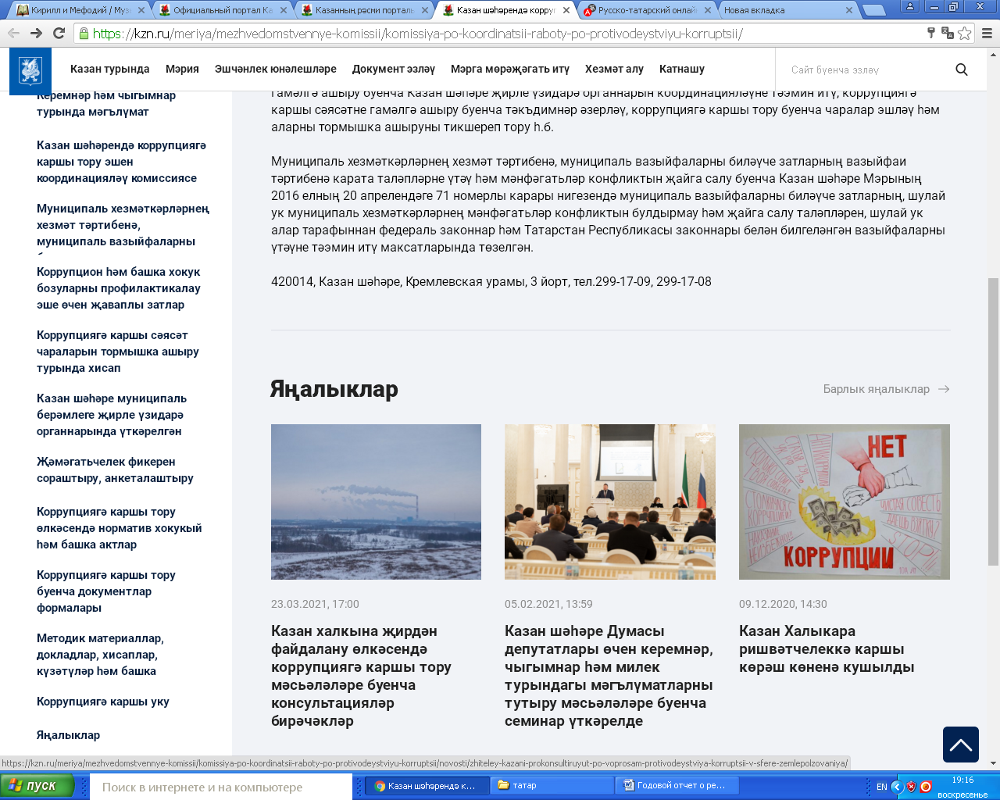 Кирилл и Мефодий / Музы
Официальный портал Ка
Казанның рәсми порталь
Казан шәһәрендә корруп
Русско-татарский онлай
Новая вкладка
https://kzn.ru/meriya/mezhvedomstvennye-komissii/komissiya-po-koordinatsii-raboty-po-protivodeystviyu-korruptsii/
Казан турында Мэрия Эшчәнлек юнәлешләре Документ эзләү Мэрга мөрәҗәгать итү Хезмәт алу Катнашу
Сайт буенча эзләү
Керемнәр һәм чыгымнар
турында мәгълүмат
Казан шәһәрендә коррупциягә
каршы тору эшен
координацияләү комиссиясе
Муниципаль хезмәткәрләрнең
хезмәт тәртибенә,
муниципаль вазыйфаларны
Коррупцион һәм башка хокук
бозуларны профилактикалау
эше өчен җаваплы затлар
Коррупциягә каршы сәясәт
чараларын тормышка ашыру
турында хисап
Казан шәһәре муниципаль
берәмлеге җирле үзидарә
органнарында үткәрелгән
Җәмәгатьчелек фикерен
сораштыру, анкеталаштыру
Коррупциягә каршы тору
өлкәсендә норматив хокукый
һәм башка актлар
Коррупциягә каршы тору
буенча документлар
формалары
Методик материаллар,
докладлар, хисаплар,
күзәтүләр һәм башка
Коррупциягә каршы уку
Яңалыклар
гамәлгә ашыру буенча Казан шәһәре җирле үзидарә органнарын координацияләүне тәэмин итү, коррупциягә
каршы сәясәтне гамәлгә ашыру буенча тәкъдимнәр әзерләү, коррупциягә каршы тору буенча чаралар эшләү һәм
аларны тормышка ашыруны тикшереп тору һ.б.
Муниципаль хезмәткәрләрнең хезмәт тәртибенә, муниципаль вазыйфаларны биләүче затларның вазыйфаи
тәртибенә карата таләпләрне үтәү һәм мәнфәгатьләр конфликтын җайга салу буенча Казан шәһәре Мэрының
2016 елның 20 апрелендәге 71 номерлы карары нигезендә муниципаль вазыйфаларны биләүче затларның, шулай
ук муниципаль хезмәткәрләрнең мәнфәгатьләр конфликтын булдырмау һәм җайга салу таләпләрен, шулай ук
алар тарафыннан федераль законнар һәм Татарстан Республикасы законнары белән билгеләнгән вазыйфаларны
үтәүне тәэмин итү максатларында төзелгән.
420014, Казан шәһәре, Кремлевская урамы, 3 йорт, тел.299-17-09, 299-17-08
Яңалыклар
Барлык яңалыклар
НЕТ
КОРРУПЦИИ
23.03.2021, 17:00
Казан халкына җирдән
файдалану өлкәсендә
коррупциягә каршы тору
мәсьәләләре буенча
консультацияләр
бирәчәкләр
05.02.2021, 13:59
Казан шәһәре Думасы
депутатлары өчен керемнәр,
чыгымнар һәм милек
турындагы мәгълүматларны
тутыру мәсьәләләре буенча
семинар үткәрелде
09.12.2020, 14:30
Казан Халыкара
ришвәтчелеккә каршы
көрәш көненә кушылды
https://kzn.ru/meriya/mezhvedomstvennye-komissii/komissiya-po-koordinatsii-raboty-po-protivodeystviyu-korruptsii/novosti/zhiteley-kazani-prokonsultiruyut-po-voprosam-protivodeystviya-korruptsii-v-sfere-zemlepolzovaniya/
пуск
Поиск в интернете и на компьютере
Казан шәһәрендә к...
татар
Годовой отчет о ре...
EN
19:16
воскресенье